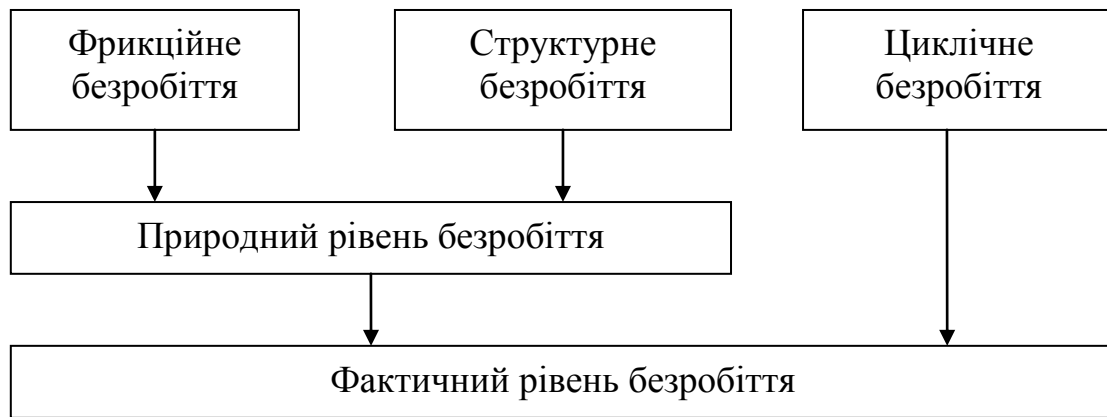 Фрикційне
безробіття
Структурне
безробіття
Циклічне
безробіття
Природний рівень безробіття
Фактичний рівень безробіття